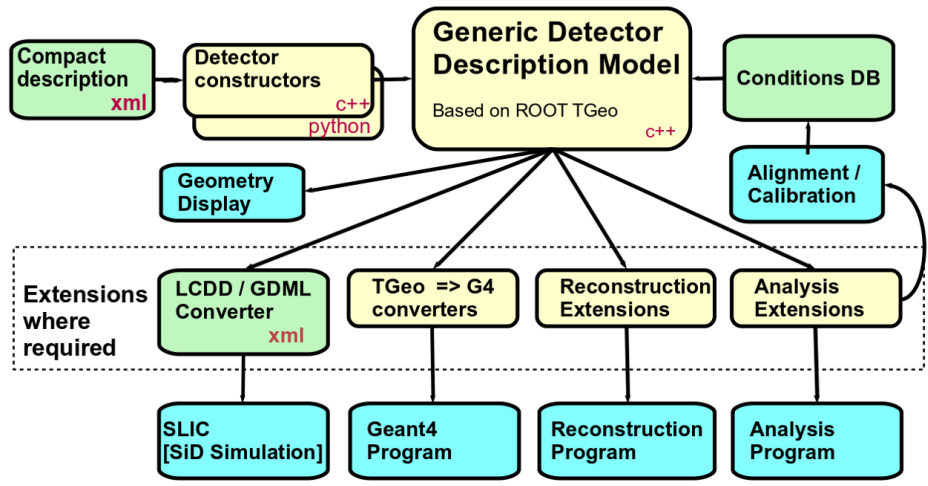 Compact
description
xml
Detector
constructors
c++
python
Generic Detector
Description Model
Based on ROOT TGeo
c++
Conditions DB
Geometry
Display
Alignment /
Calibration
Extensions
where
required
LCDD / GDML
Converter
xml
TGeo => G4
converters
Reconstruction
Extensions
Analysis
Extensions
SLIC
[SiD Simulation]
Geant4
Program
Reconstruction
Program
Analysis
Program